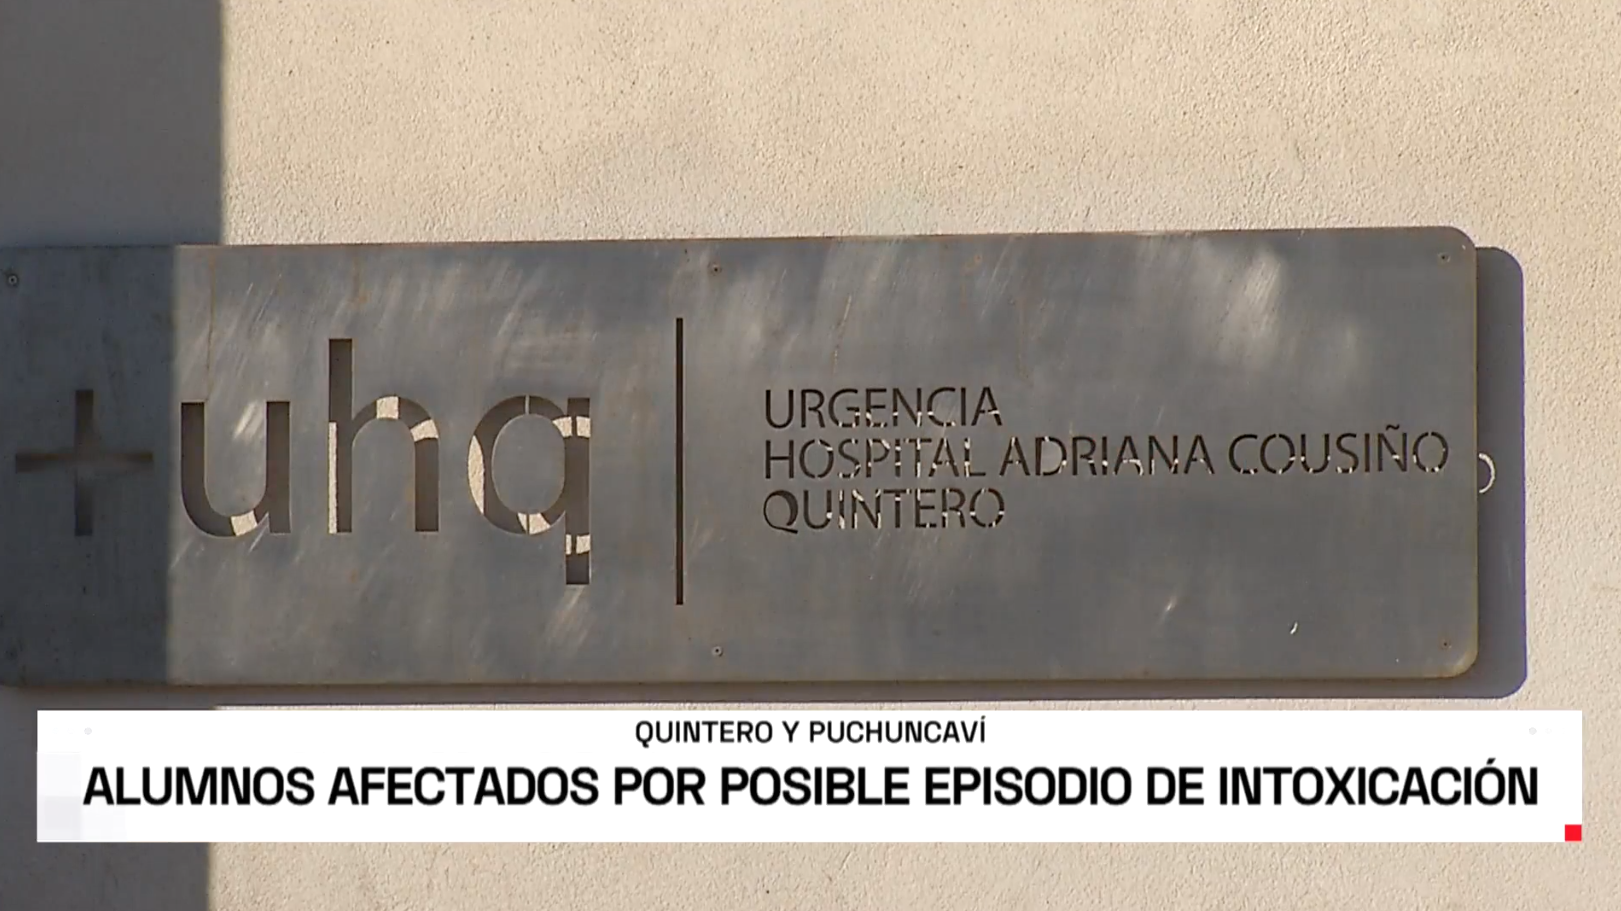 +uhq
URGENCIA
HOSPITAL ADRIANA COUSIÑO
QUINTERO
QUINTERO Y PUCHUNCAVÍ
ALUMNOS AFECTADOS POR POSIBLE EPISODIO DE INTOXICACIÓN